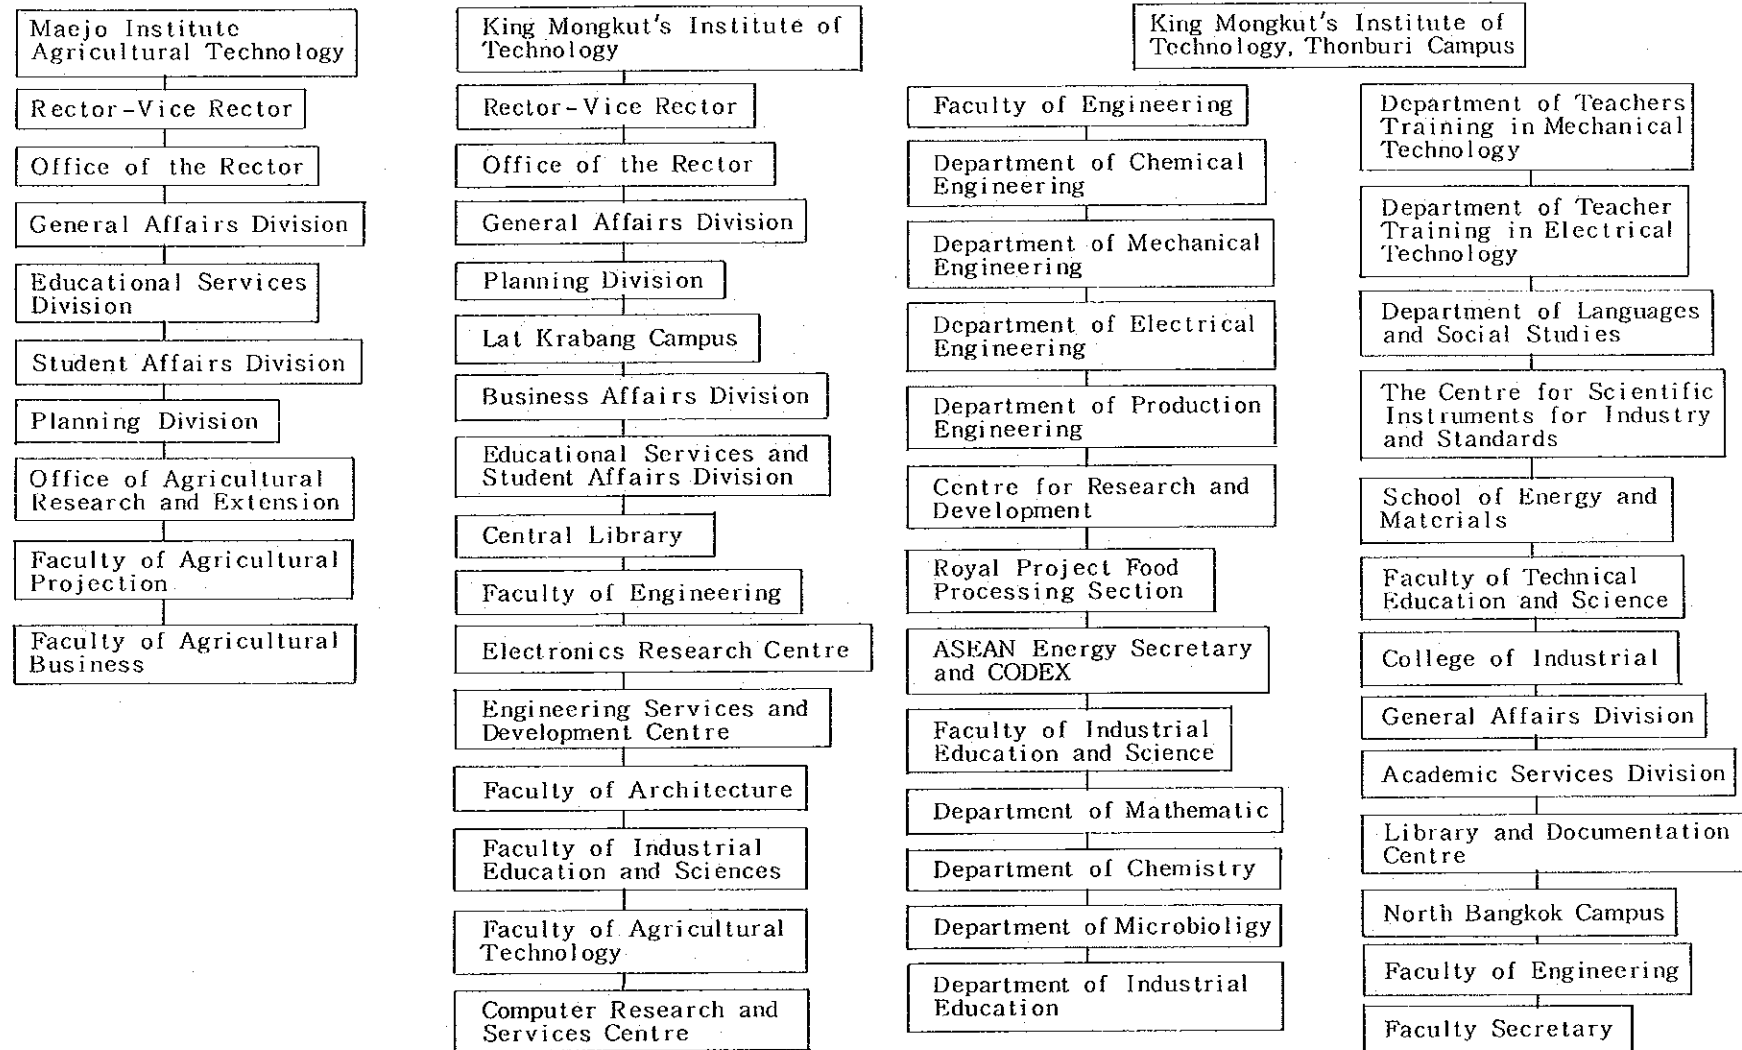 Maejo Institute
Agricultural Technology
Rector-Vice Rector
Office of the Rector
General Affairs Division
Educational Services
Division
Student Affairs Division
Planning Division
Office of Agricultural
Research and Extension
Faculty of Agricultural
Projection
Faculty of Agricultural
Business
King Mongkut's Institute of
Technology
Rector-Vice Rector
Office of the Rector
General Affairs Division
Planning Division
Lat Krabang Campus
Business Affairs Division
Educational Services and
Student Affairs Division
Central Library
Faculty of Engineering
Electronics Research Centre
Engineering Services and
Development Centre
Faculty of Architecture
Faculty of Industrial
Education and Sciences
Faculty of Agricultural
Technology
Computer Research and
Services Centre
King Mongkut's Institute of
Technology, Thonburi Campus
Faculty of Engineering
Department of Chemical
Engineering
Department of Mechanical
Engineering
Department of Electrical
Engineering
Department of Production
Engineering
Centre for Research and
Development
Royal Project Food
Processing Section
ASEAN Energy Secretary
and CODEX
Faculty of Industrial
Education and Science
Department of Mathematic
Department of Chemistry
Department of Microbioligy
Department of Industrial
Education
Department of Teachers
Training in Mechanical
Technology
Department of Teacher
Training in Electrical
Technology
Department of Languages
and Social Studies
The Centre for Scientific
Instruments for Industry
and Standards
School of Energy and
Materials
Faculty of Technical
Education and Science
College of Industrial
General Affairs Division
Academic Services Division
Library and Documentation
Centre
North Bangkok Campus
Faculty of Engineering
Faculty Secretary